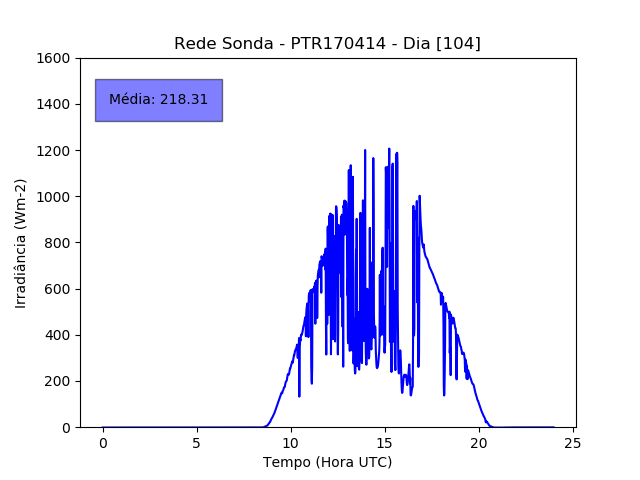 Rede Sonda - PTR170414 - Dia [104]
1600
1400
1200
1000
800
600
400
200
0
Média: 218.31
Irradiância (Wm-2)
0 5 10 15 20 25
Tempo (Hora UTC)